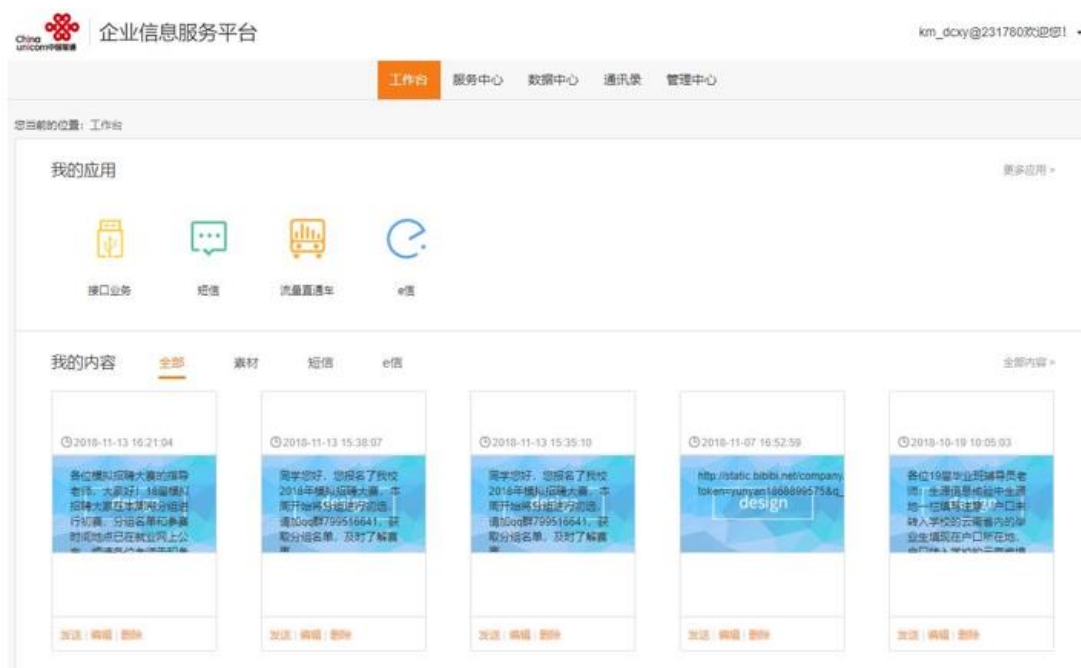 China
unicom中国联通
企业信息服务平台
km_dcxy@231780欢迎您！
工作台 服务中心 数据中心 通讯录 管理中心
您当前的位置：工作台
我的应用
更多应用 »
接口业务 短信 流量直通车 e信
我的内容 全部 素材 短信 e信
全部内容 »
2018-11-13 16:21:04
各位模拟招聘大赛的指导
老师，大家好！18届模拟
招聘大赛在本周将分组进
行初赛，分组名单和参赛
时间地点已在就业网上公
2018-11-13 15:38:07
同学您好，您报名了我校
2018年模拟招聘大赛，本
周开始将分组进行初选，
请加qq群799516641，获
取分组名单，及时了解赛
2018-11-13 15:35:10
同学您好，您报名了我校
2018年模拟招聘大赛，本
周开始将分组进行初选，
请加qq群799516641，获
取分组名单，及时了解赛
2018-11-07 16:52:59
http://static.bibibi.net/company
token=yunyan1868899575&q_
design
2018-10-19 10:05:03
各位19届毕业班辅导员老
师：生源信息维护中生源
转入学校的云南省内的毕
业生填现在户口所在地，
发送 编辑 删除
发送 编辑 删除
发送 编辑 删除
发送 编辑 删除
发送 编辑 删除